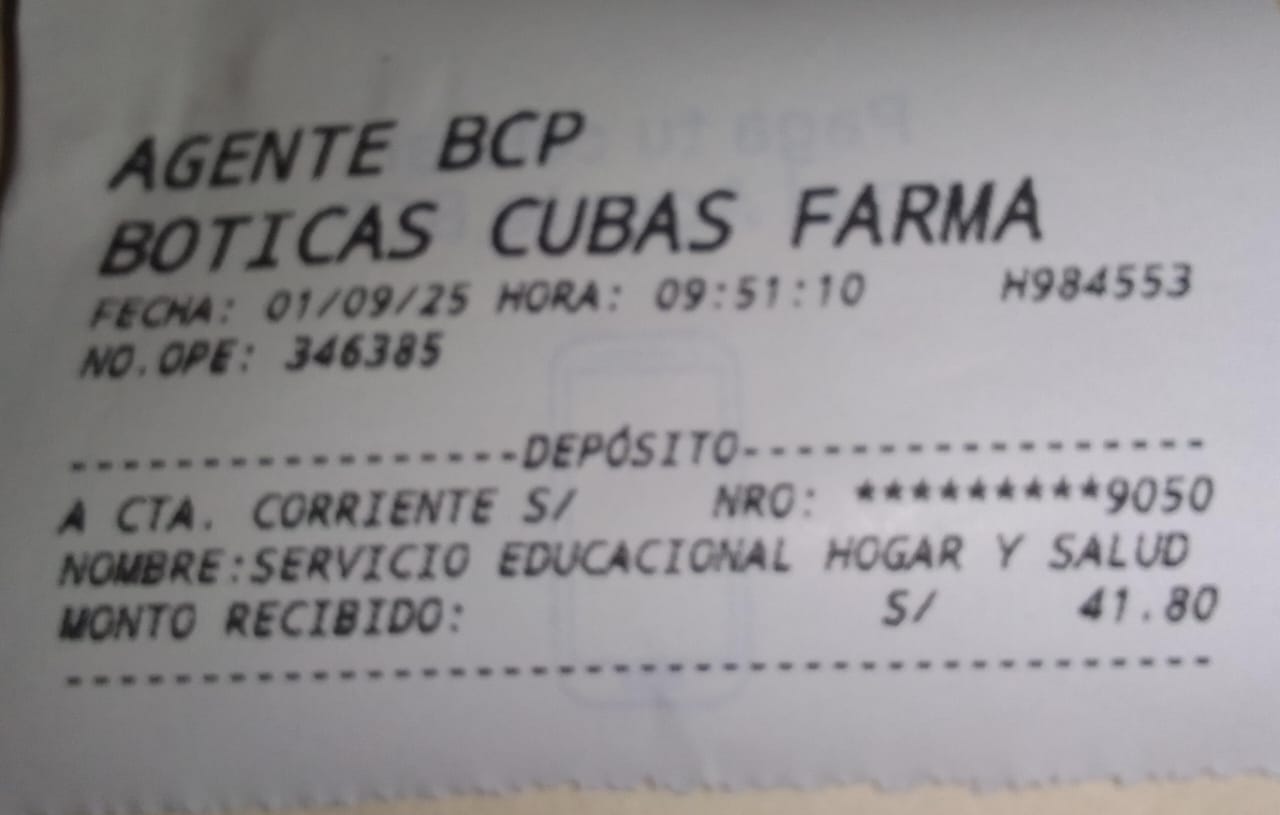 AGENTE BCP
BOTICAS CUBAS FARMA
FECHA: 01/09/25 HORA: 09:51:10 H984553
NO.OPE: 346385
-----------------DEPÓSITO-----------------
A CTA. CORRIENTE S/ NRO: *********9050
NOMBRE:SERVICIO EDUCACIONAL HOGAR Y SALUD
MONTO RECIBIDO: S/ 41.80
-------------------------------------------